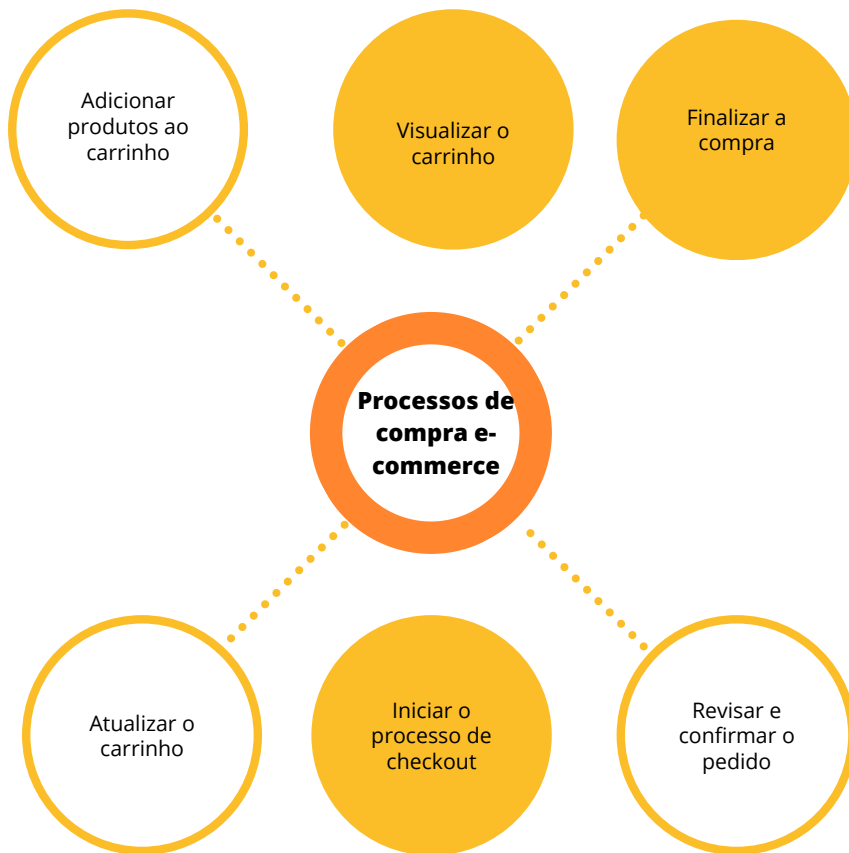 Adicionar
produtos ao
carrinho
Visualizar o
carrinho
Finalizar a
compra
Processos de
compra e-
commerce
Atualizar o
carrinho
Iniciar o
processo de
checkout
Revisar e
confirmar o
pedido